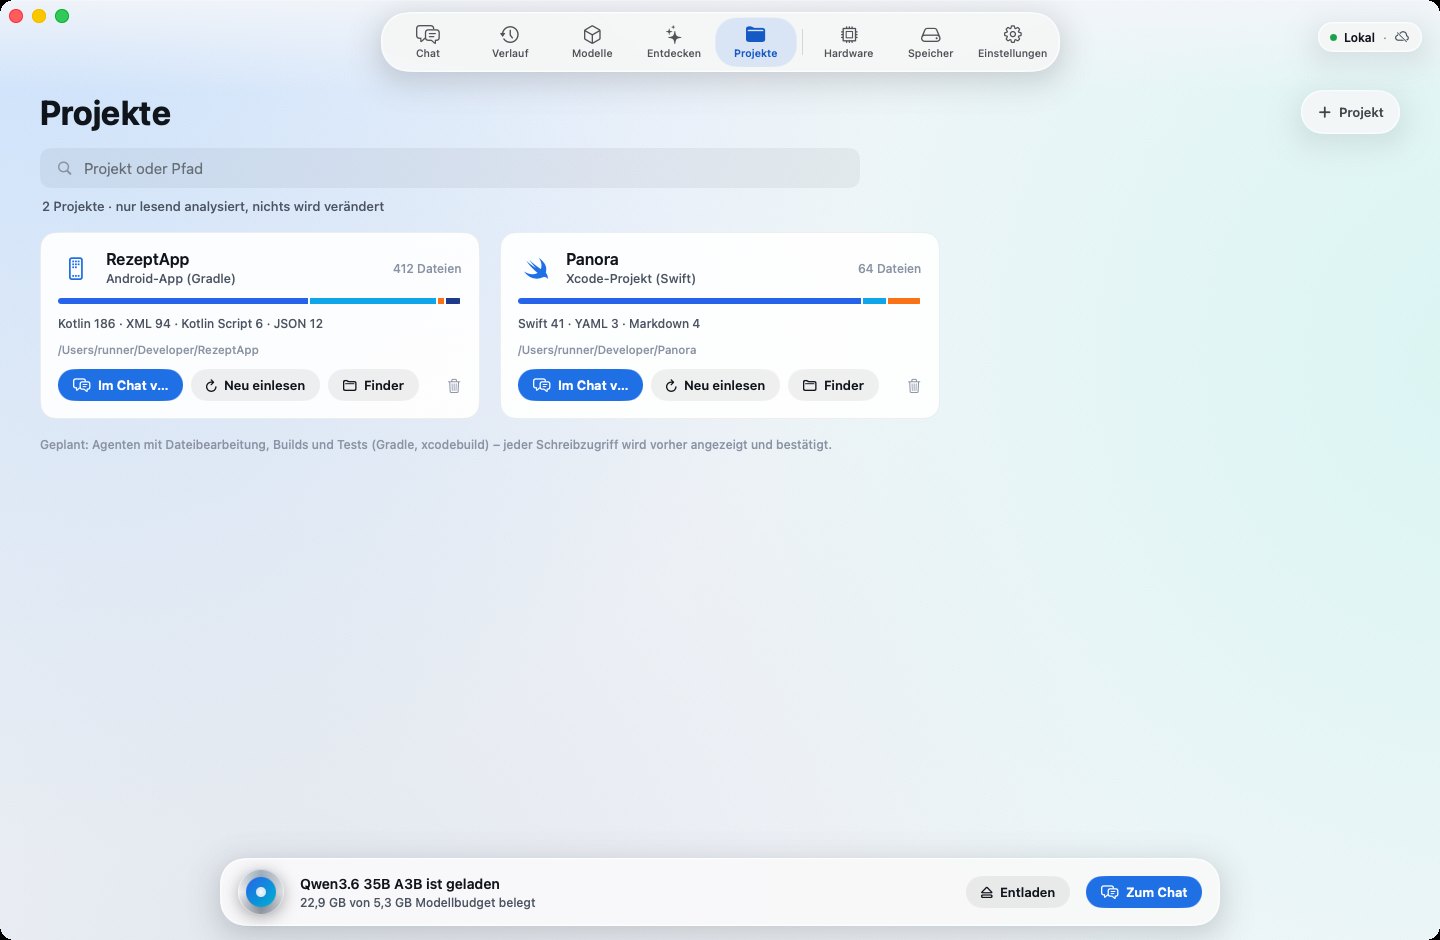 Chat
Verlauf
Modelle
Entdecken
Projekte
Hardware
Speicher
Einstellungen
Lokal ·
Projekte
+ Projekt
Projekt oder Pfad
2 Projekte · nur lesend analysiert, nichts wird verändert
RezeptApp
Android-App (Gradle)
412 Dateien
Kotlin 186 · XML 94 · Kotlin Script 6 · JSON 12
/Users/runner/Developer/RezeptApp
Im Chat v...
Neu einlesen
Finder
Panora
Xcode-Projekt (Swift)
64 Dateien
Swift 41 · YAML 3 · Markdown 4
/Users/runner/Developer/Panora
Im Chat v...
Neu einlesen
Finder
Geplant: Agenten mit Dateibearbeitung, Builds und Tests (Gradle, xcodebuild) – jeder Schreibzugriff wird vorher angezeigt und bestätigt.
Qwen3.6 35B A3B ist geladen
22,9 GB von 5,3 GB Modellbudget belegt
Entladen
Zum Chat